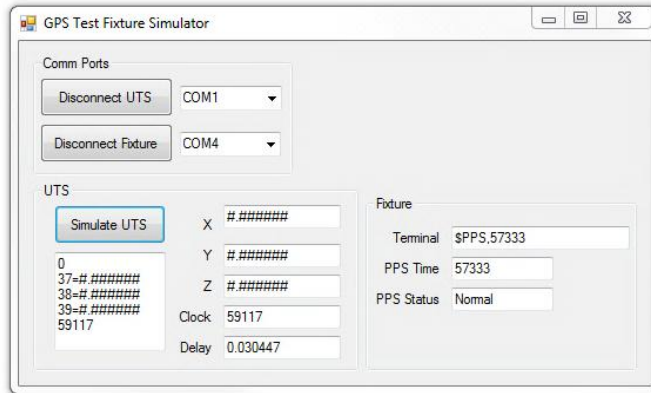 GPS Test Fixture Simulator
Comm Ports
Disconnect UTS COM1
Disconnect Fixture COM4
UTS
Simulate UTS
0
37=#.######
38=#.######
39=#.######
59117
X #.######
Y #.######
Z #.######
Clock 59117
Delay 0.030447
Fixture
Terminal $PPS,57333
PPS Time 57333
PPS Status Normal